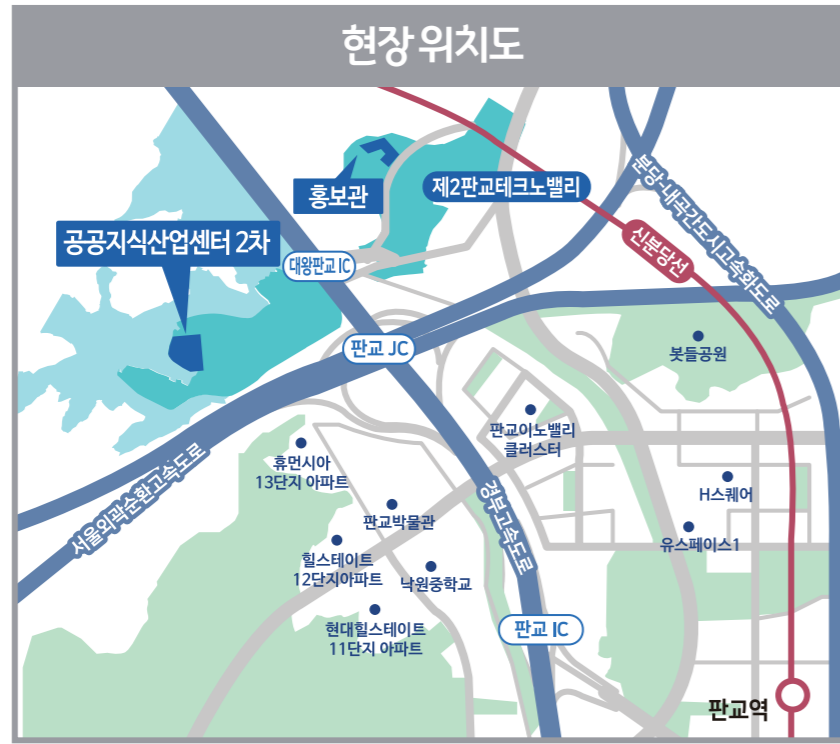 현장 위치도
홍보관
제2판교테크노밸리
분당-내곡간도시고속화도로
공공지식산업센터 2차
대왕판교 IC
신분당선
판교 JC
봇들공원
판교이노밸리
클러스터
휴먼시아
13단지 아파트
서울외곽순환고속도로
경부고속도로
H스퀘어
판교박물관
유스페이스1
힐스테이트
12단지아파트
낙원중학교
현대힐스테이트
11단지 아파트
판교 IC
판교역